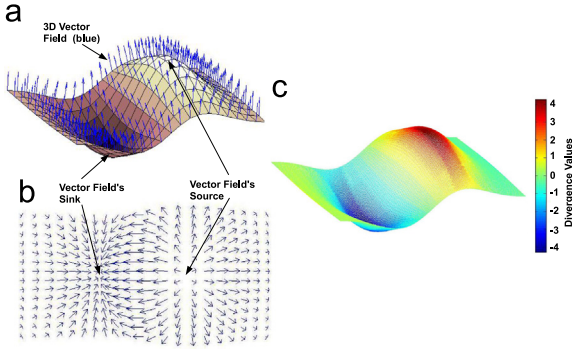 a
3D Vector
Field (blue)
c
Vector Field's
Sink
Vector Field's
Source
b
4
3
2
1
0
-1
-2
-3
-4
Divergence Values